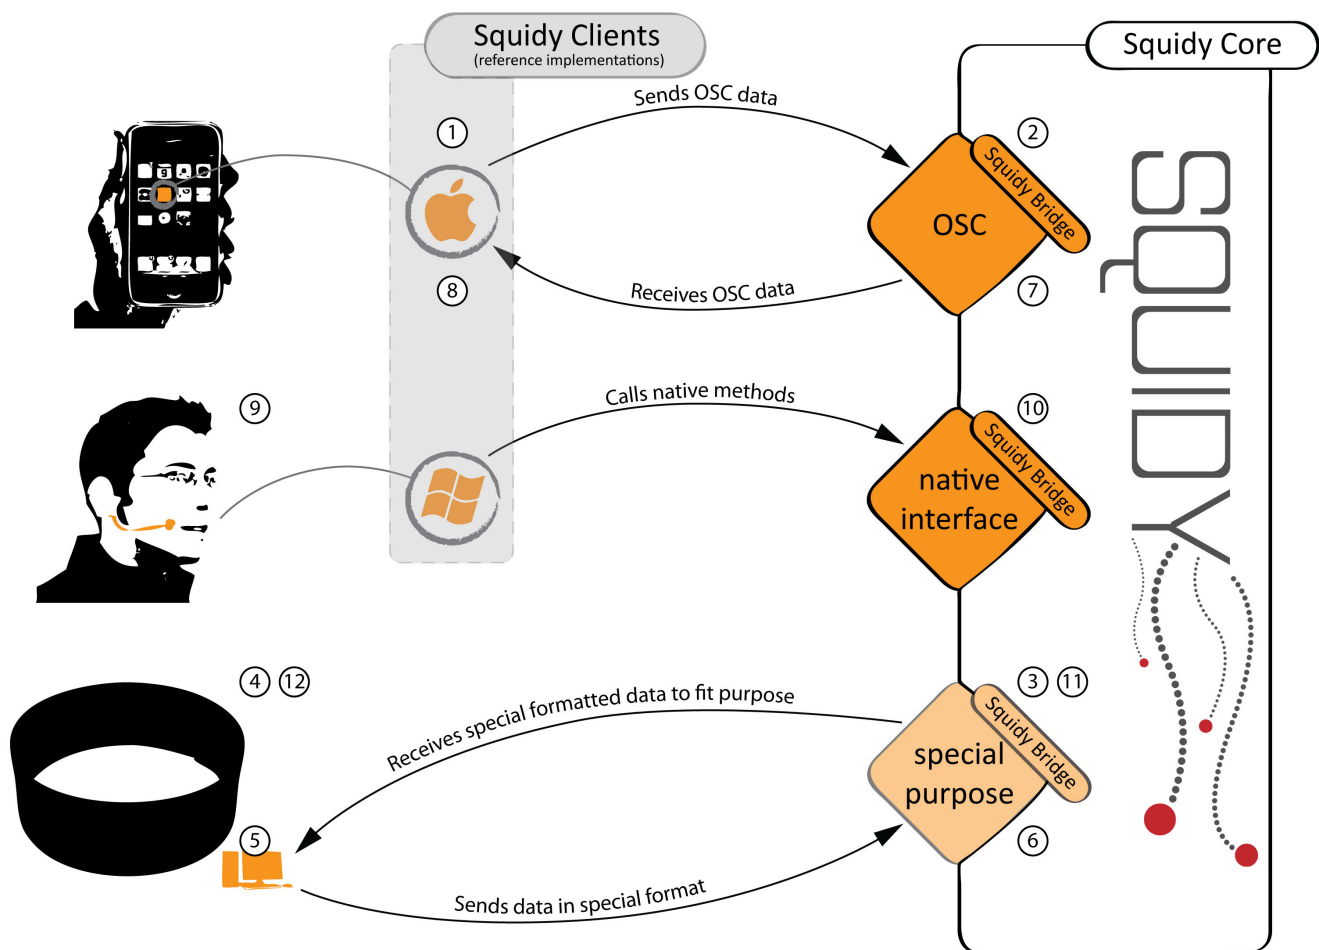 Squidy Clients
(reference implementations)
Squidy Core
Sends OSC data
1
2
Squidy Bridge
OSC
SQUIDY
Receives OSC data
8
7
9
Calls native methods
10
Squidy Bridge
native
interface
4 12
3 11
Receives special formatted data to fit purpose
Squidy Bridge
special
purpose
5
6
Sends data in special format